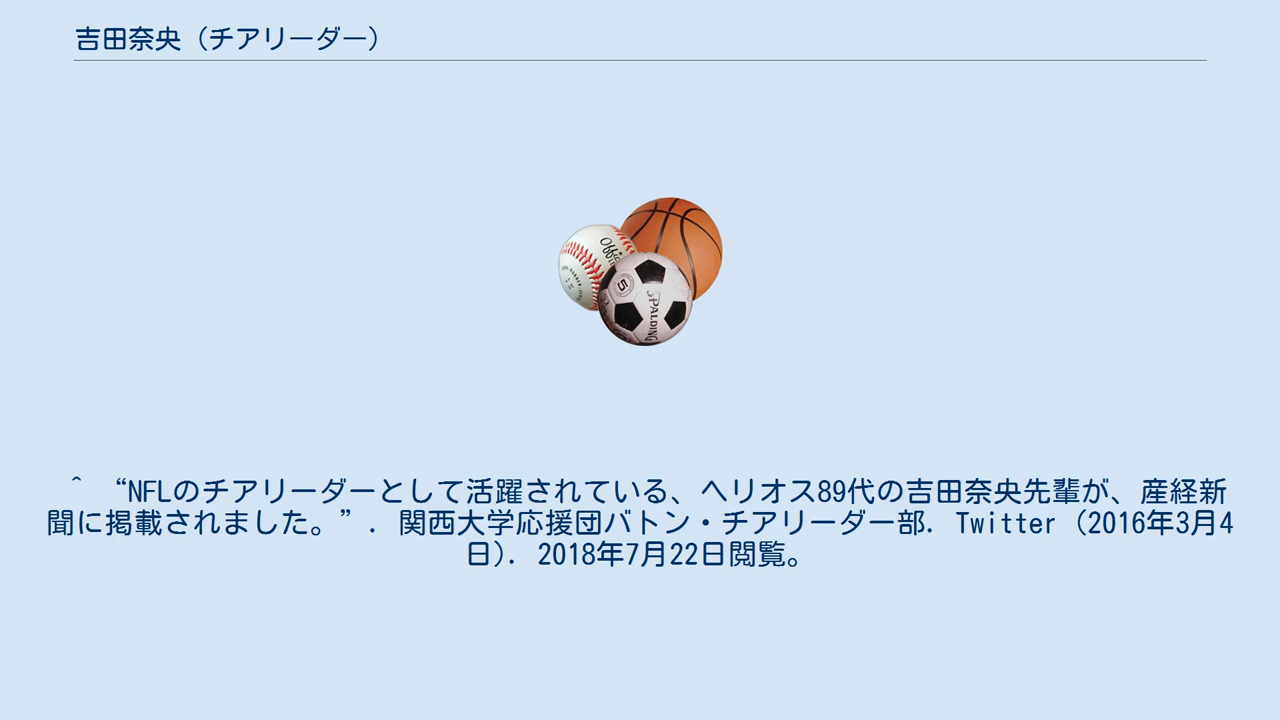 吉田奈央（チアリーダー）
Offic
5
SPALDING
^ “NFLのチアリーダーとして活躍されている、ヘリオス89代の吉田奈央先輩が、産経新
聞に掲載されました。”. 関西大学応援団バトン・チアリーダー部. Twitter (2016年3月4
日). 2018年7月22日閲覧。